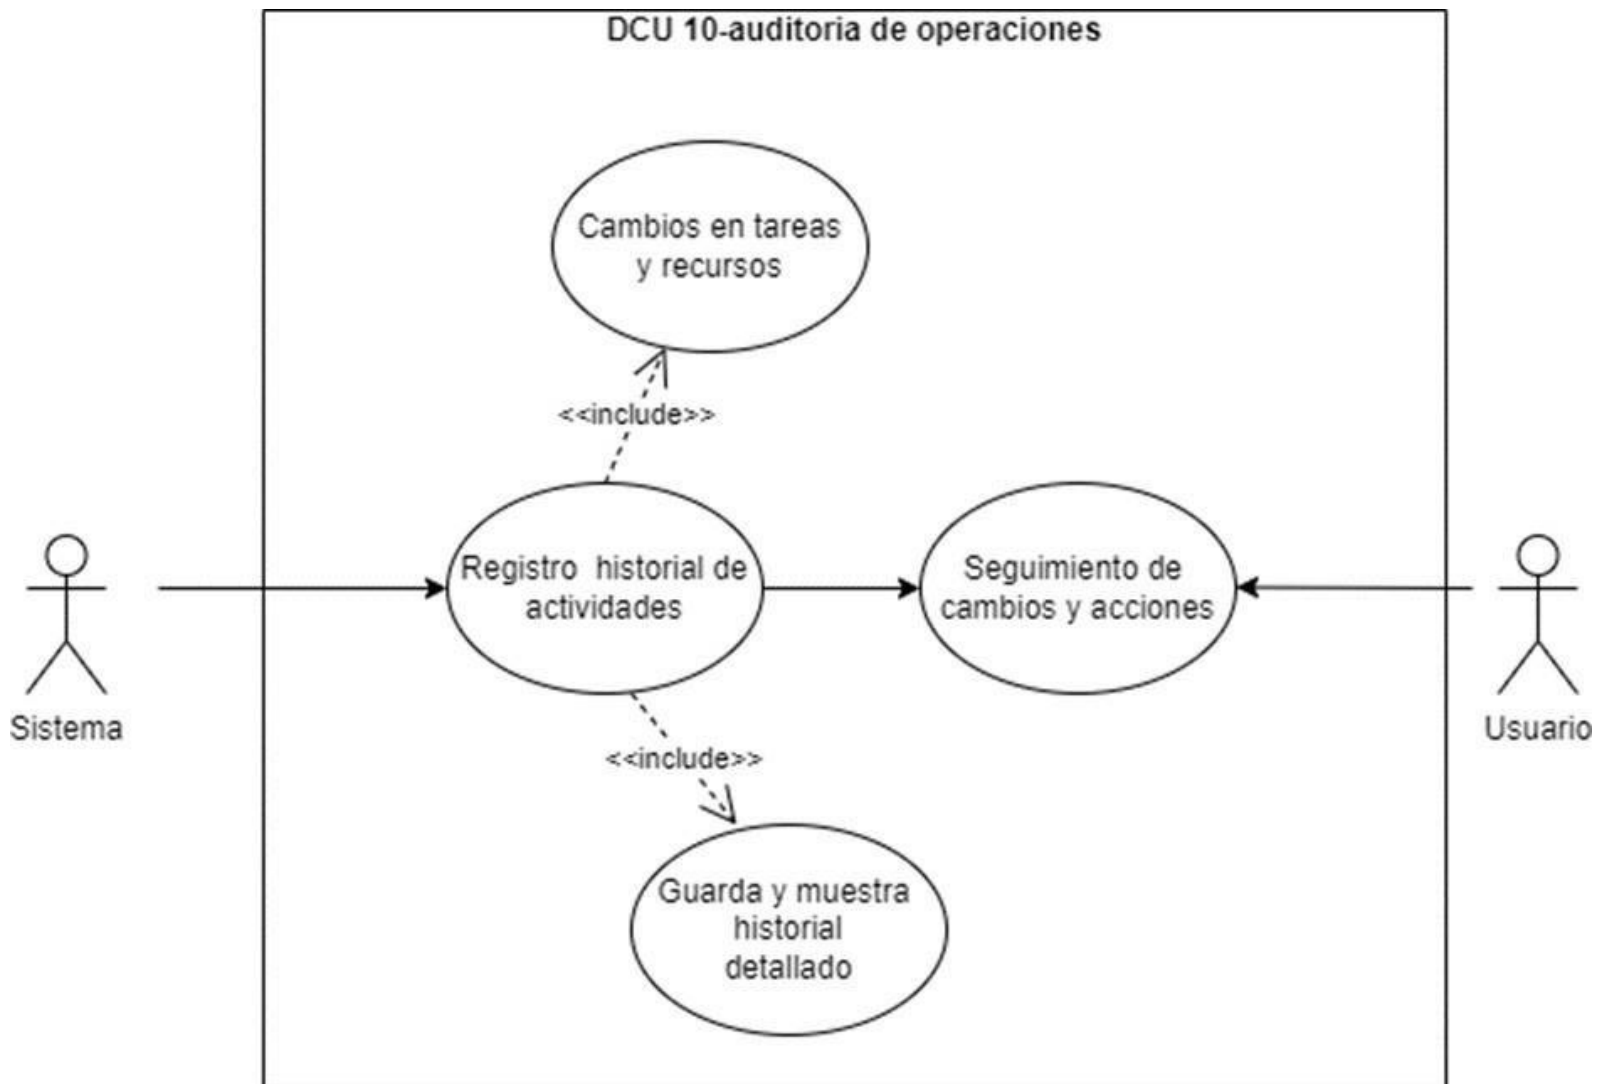 DCU 10-auditoria de operaciones
Cambios en tareas
y recursos
<<include>>
Registro historial de
actividades
Seguimiento de
cambios y acciones
Sistema
Usuario
<<include>>
Guarda y muestra
historial
detallado